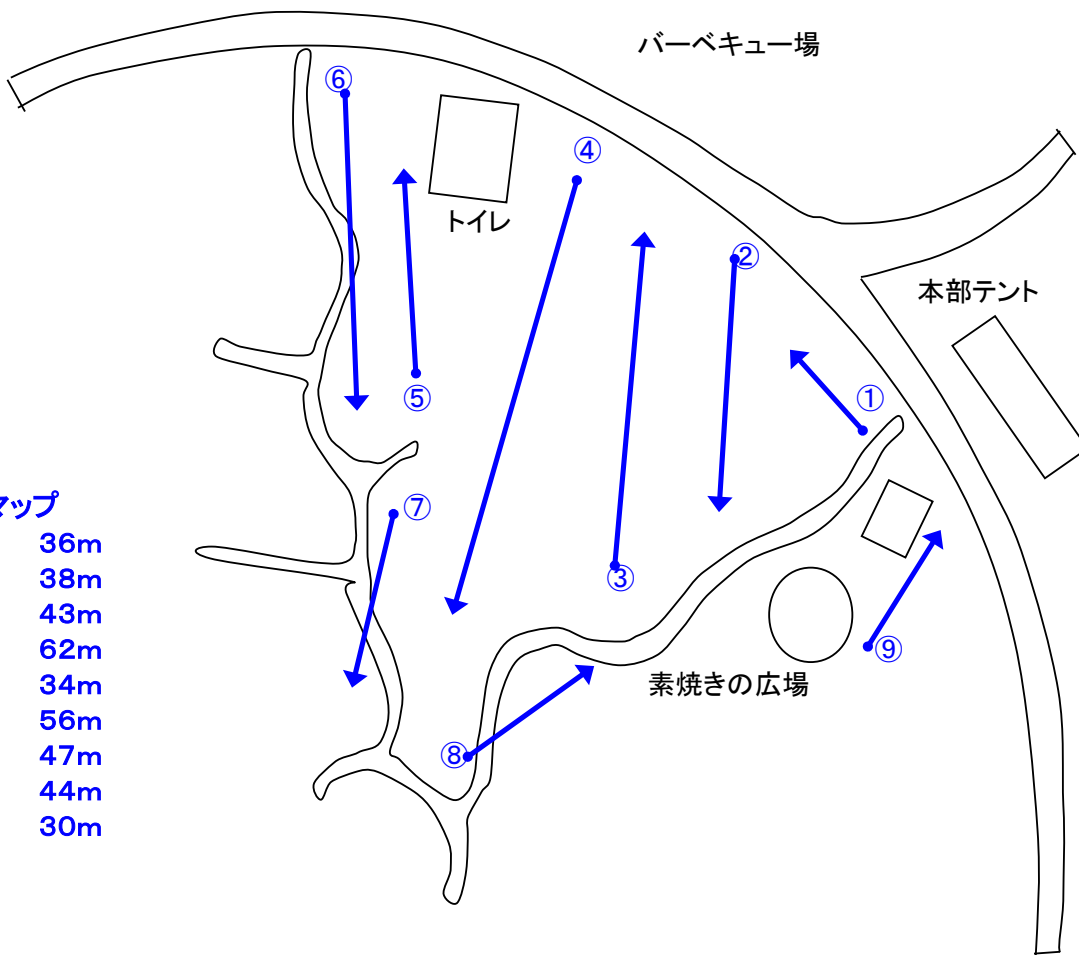 バーベキュー場
⑥
④
トイレ
②
本部テント
①
⑤
マップ
36m
38m
43m
62m
34m
56m
47m
44m
30m
⑦
③
⑨
素焼きの広場
⑧